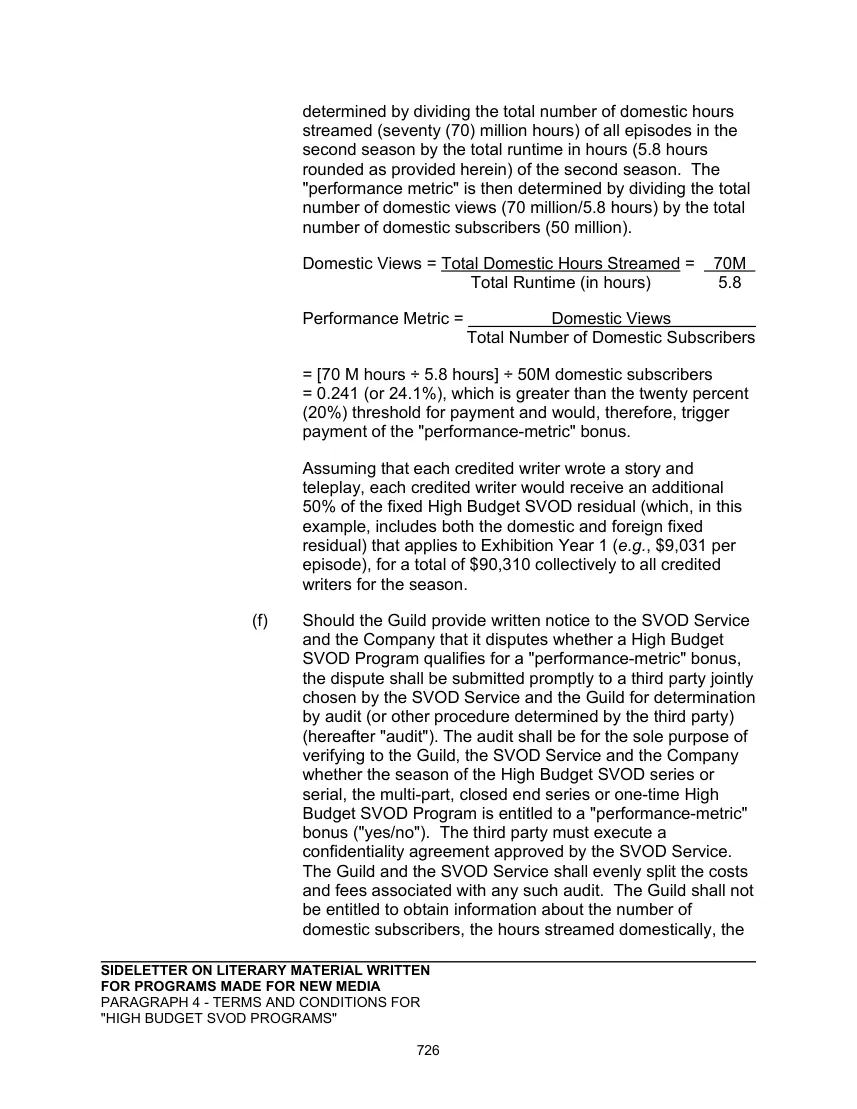 determined by dividing the total number of domestic hours
streamed (seventy (70) million hours) of all episodes in the
second season by the total runtime in hours (5.8 hours
rounded as provided herein) of the second season.  The
"performance metric" is then determined by dividing the total
number of domestic views (70 million/5.8 hours) by the total
number of domestic subscribers (50 million).
Domestic Views = Total Domestic Hours Streamed = 70M
Total Runtime (in hours) 5.8
Performance Metric = Domestic Views
Total Number of Domestic Subscribers
= [70 M hours ÷ 5.8 hours] ÷ 50M domestic subscribers
= 0.241 (or 24.1%), which is greater than the twenty percent
(20%) threshold for payment and would, therefore, trigger
payment of the "performance-metric" bonus.
Assuming that each credited writer wrote a story and
teleplay, each credited writer would receive an additional
50% of the fixed High Budget SVOD residual (which, in this
example, includes both the domestic and foreign fixed
residual) that applies to Exhibition Year 1 (e.g., $9,031 per
episode), for a total of $90,310 collectively to all credited
writers for the season.
(f) Should the Guild provide written notice to the SVOD Service
and the Company that it disputes whether a High Budget
SVOD Program qualifies for a "performance-metric" bonus,
the dispute shall be submitted promptly to a third party jointly
chosen by the SVOD Service and the Guild for determination
by audit (or other procedure determined by the third party)
(hereafter "audit"). The audit shall be for the sole purpose of
verifying to the Guild, the SVOD Service and the Company
whether the season of the High Budget SVOD series or
serial, the multi-part, closed end series or one-time High
Budget SVOD Program is entitled to a "performance-metric"
bonus ("yes/no").  The third party must execute a
confidentiality agreement approved by the SVOD Service.
The Guild and the SVOD Service shall evenly split the costs
and fees associated with any such audit.  The Guild shall not
be entitled to obtain information about the number of
domestic subscribers, the hours streamed domestically, the
SIDELETTER ON LITERARY MATERIAL WRITTEN
FOR PROGRAMS MADE FOR NEW MEDIA
PARAGRAPH 4 - TERMS AND CONDITIONS FOR
"HIGH BUDGET SVOD PROGRAMS"
726